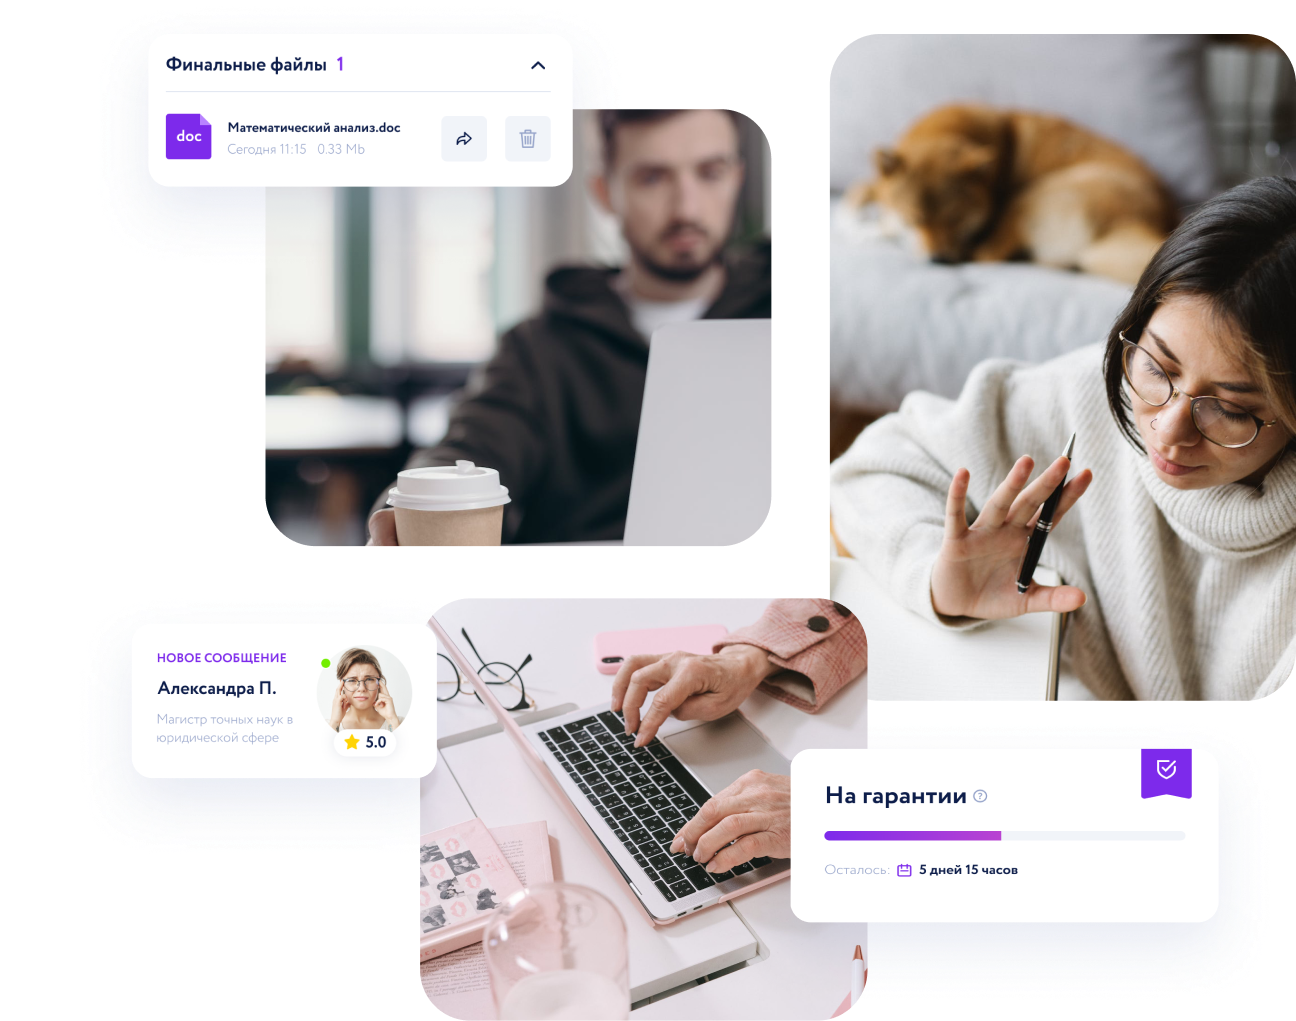 Финальные файлы 1
doc
Математический анализ.doc
Сегодня 11:15 0.33 Mb
НОВОЕ СООБЩЕНИЕ
Александра П.
Магистр точных наук в
юридической сфере
5.0
На гарантии ?
Осталось: 5 дней 15 часов